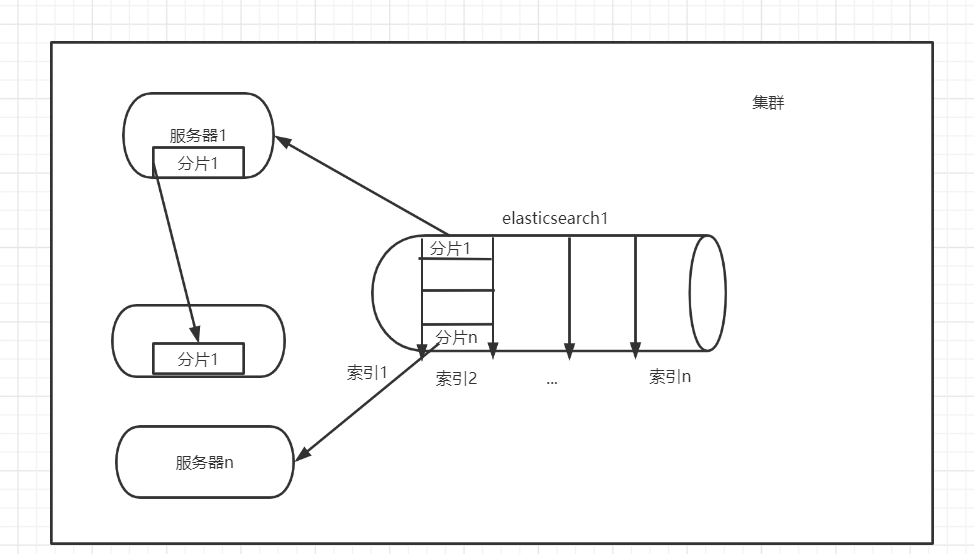 集群
服务器1
分片1
elasticsearch1
分片1
分片n
分片1
索引1
索引2
...
索引n
服务器n